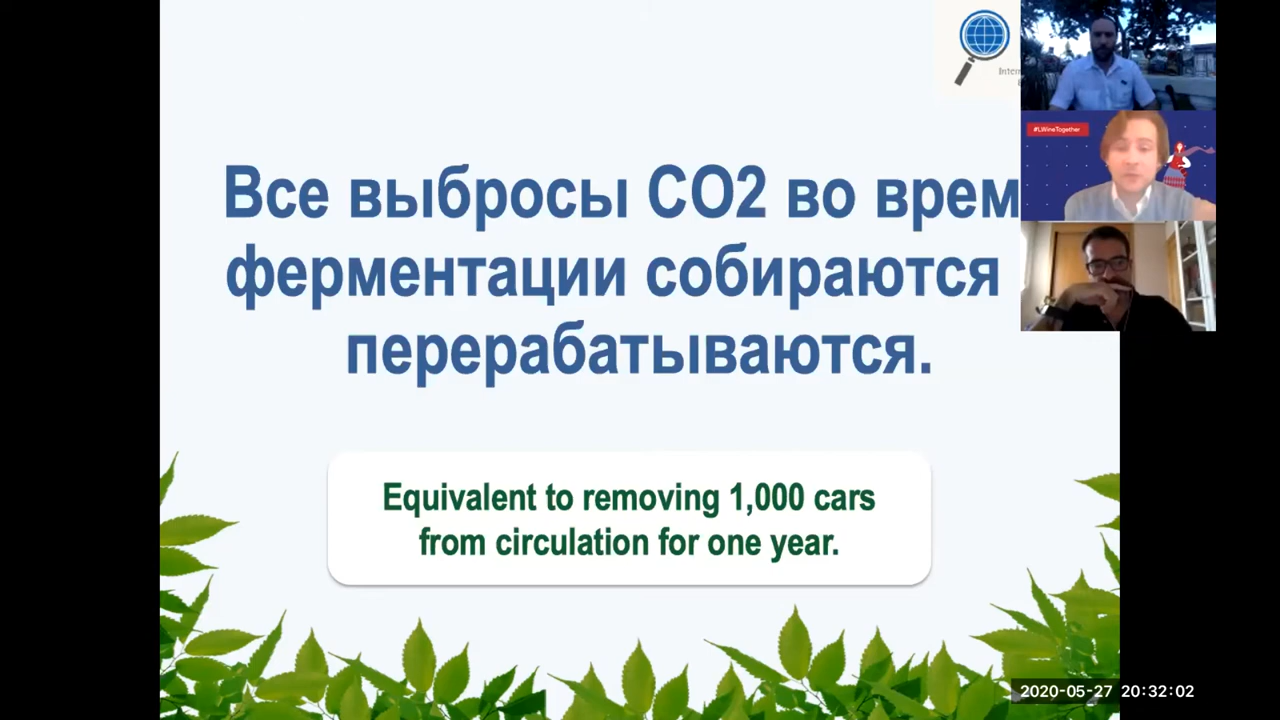 Все выбросы CO2 во врем
ферментации собираются
перерабатываются.
Equivalent to removing 1,000 cars
from circulation for one year.
#LWineTogether
2020-05-27 20:32:02